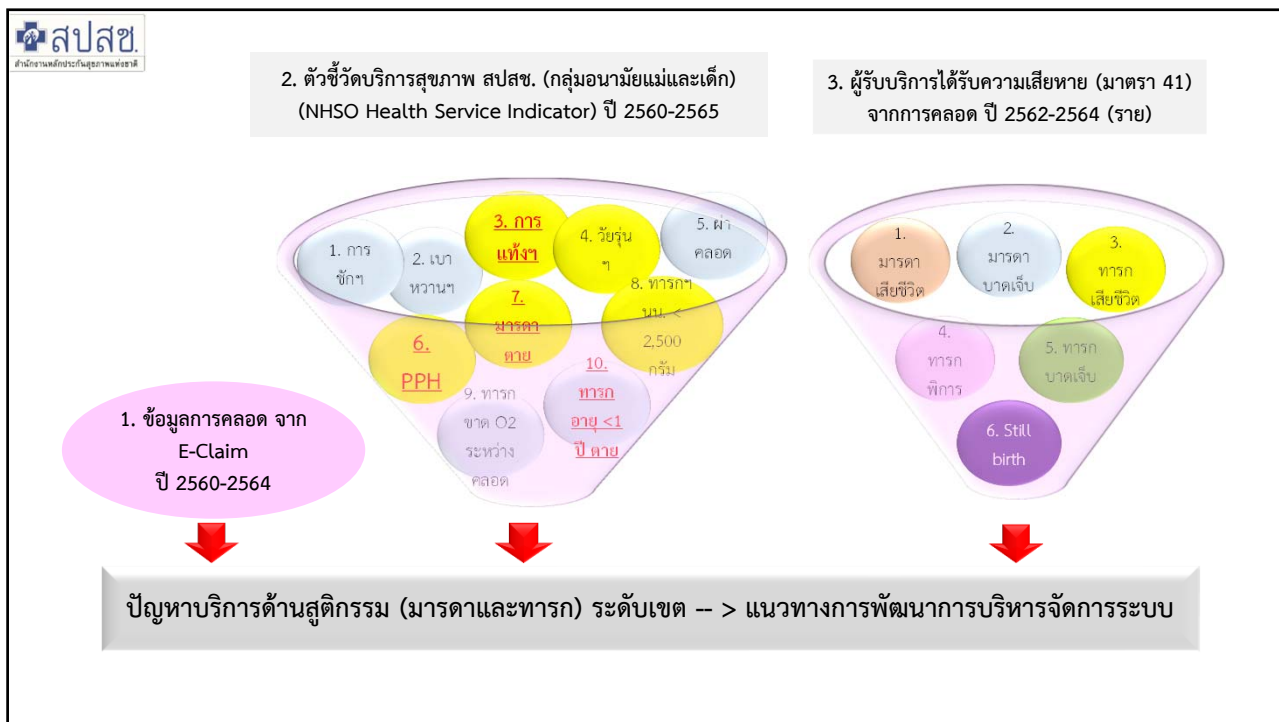 สปสช.
สำนักงานหลักประกันสุขภาพแห่งชาติ
2. ตัวชี้วัดบริการสุขภาพ สปสช. (กลุ่มอนามัยแม่และเด็ก)
(NHSO Health Service Indicator) ปี 2560-2565
3. ผู้รับบริการได้รับความเสียหาย (มาตรา 41)
จากการคลอด ปี 2562-2564 (ราย)
1. การ
ชักฯ
2. เบา
หวานฯ
3. การ
แท้งฯ
4. วัยรุ่น
ฯ
5. ผ่า
คลอด
6.
PPH
7.
มารดา
ตาย
8. ทารกฯ
นน. <
2,500
กรัม
9. ทารก
ขาด O2
ระหว่าง
คลอด
10.
ทารก
อายุ <1
ปี ตาย
1.
มารดา
เสียชีวิต
2.
มารดา
บาดเจ็บ
3.
ทารก
เสียชีวิต
4.
ทารก
พิการ
5. ทารก
บาดเจ็บ
6. Still
birth
1. ข้อมูลการคลอด จาก
E-Claim
ปี 2560-2564
ปัญหาบริการด้านสูติกรรม (มารดาและทารก) ระดับเขต -- > แนวทางการพัฒนาการบริหารจัดการระบบ